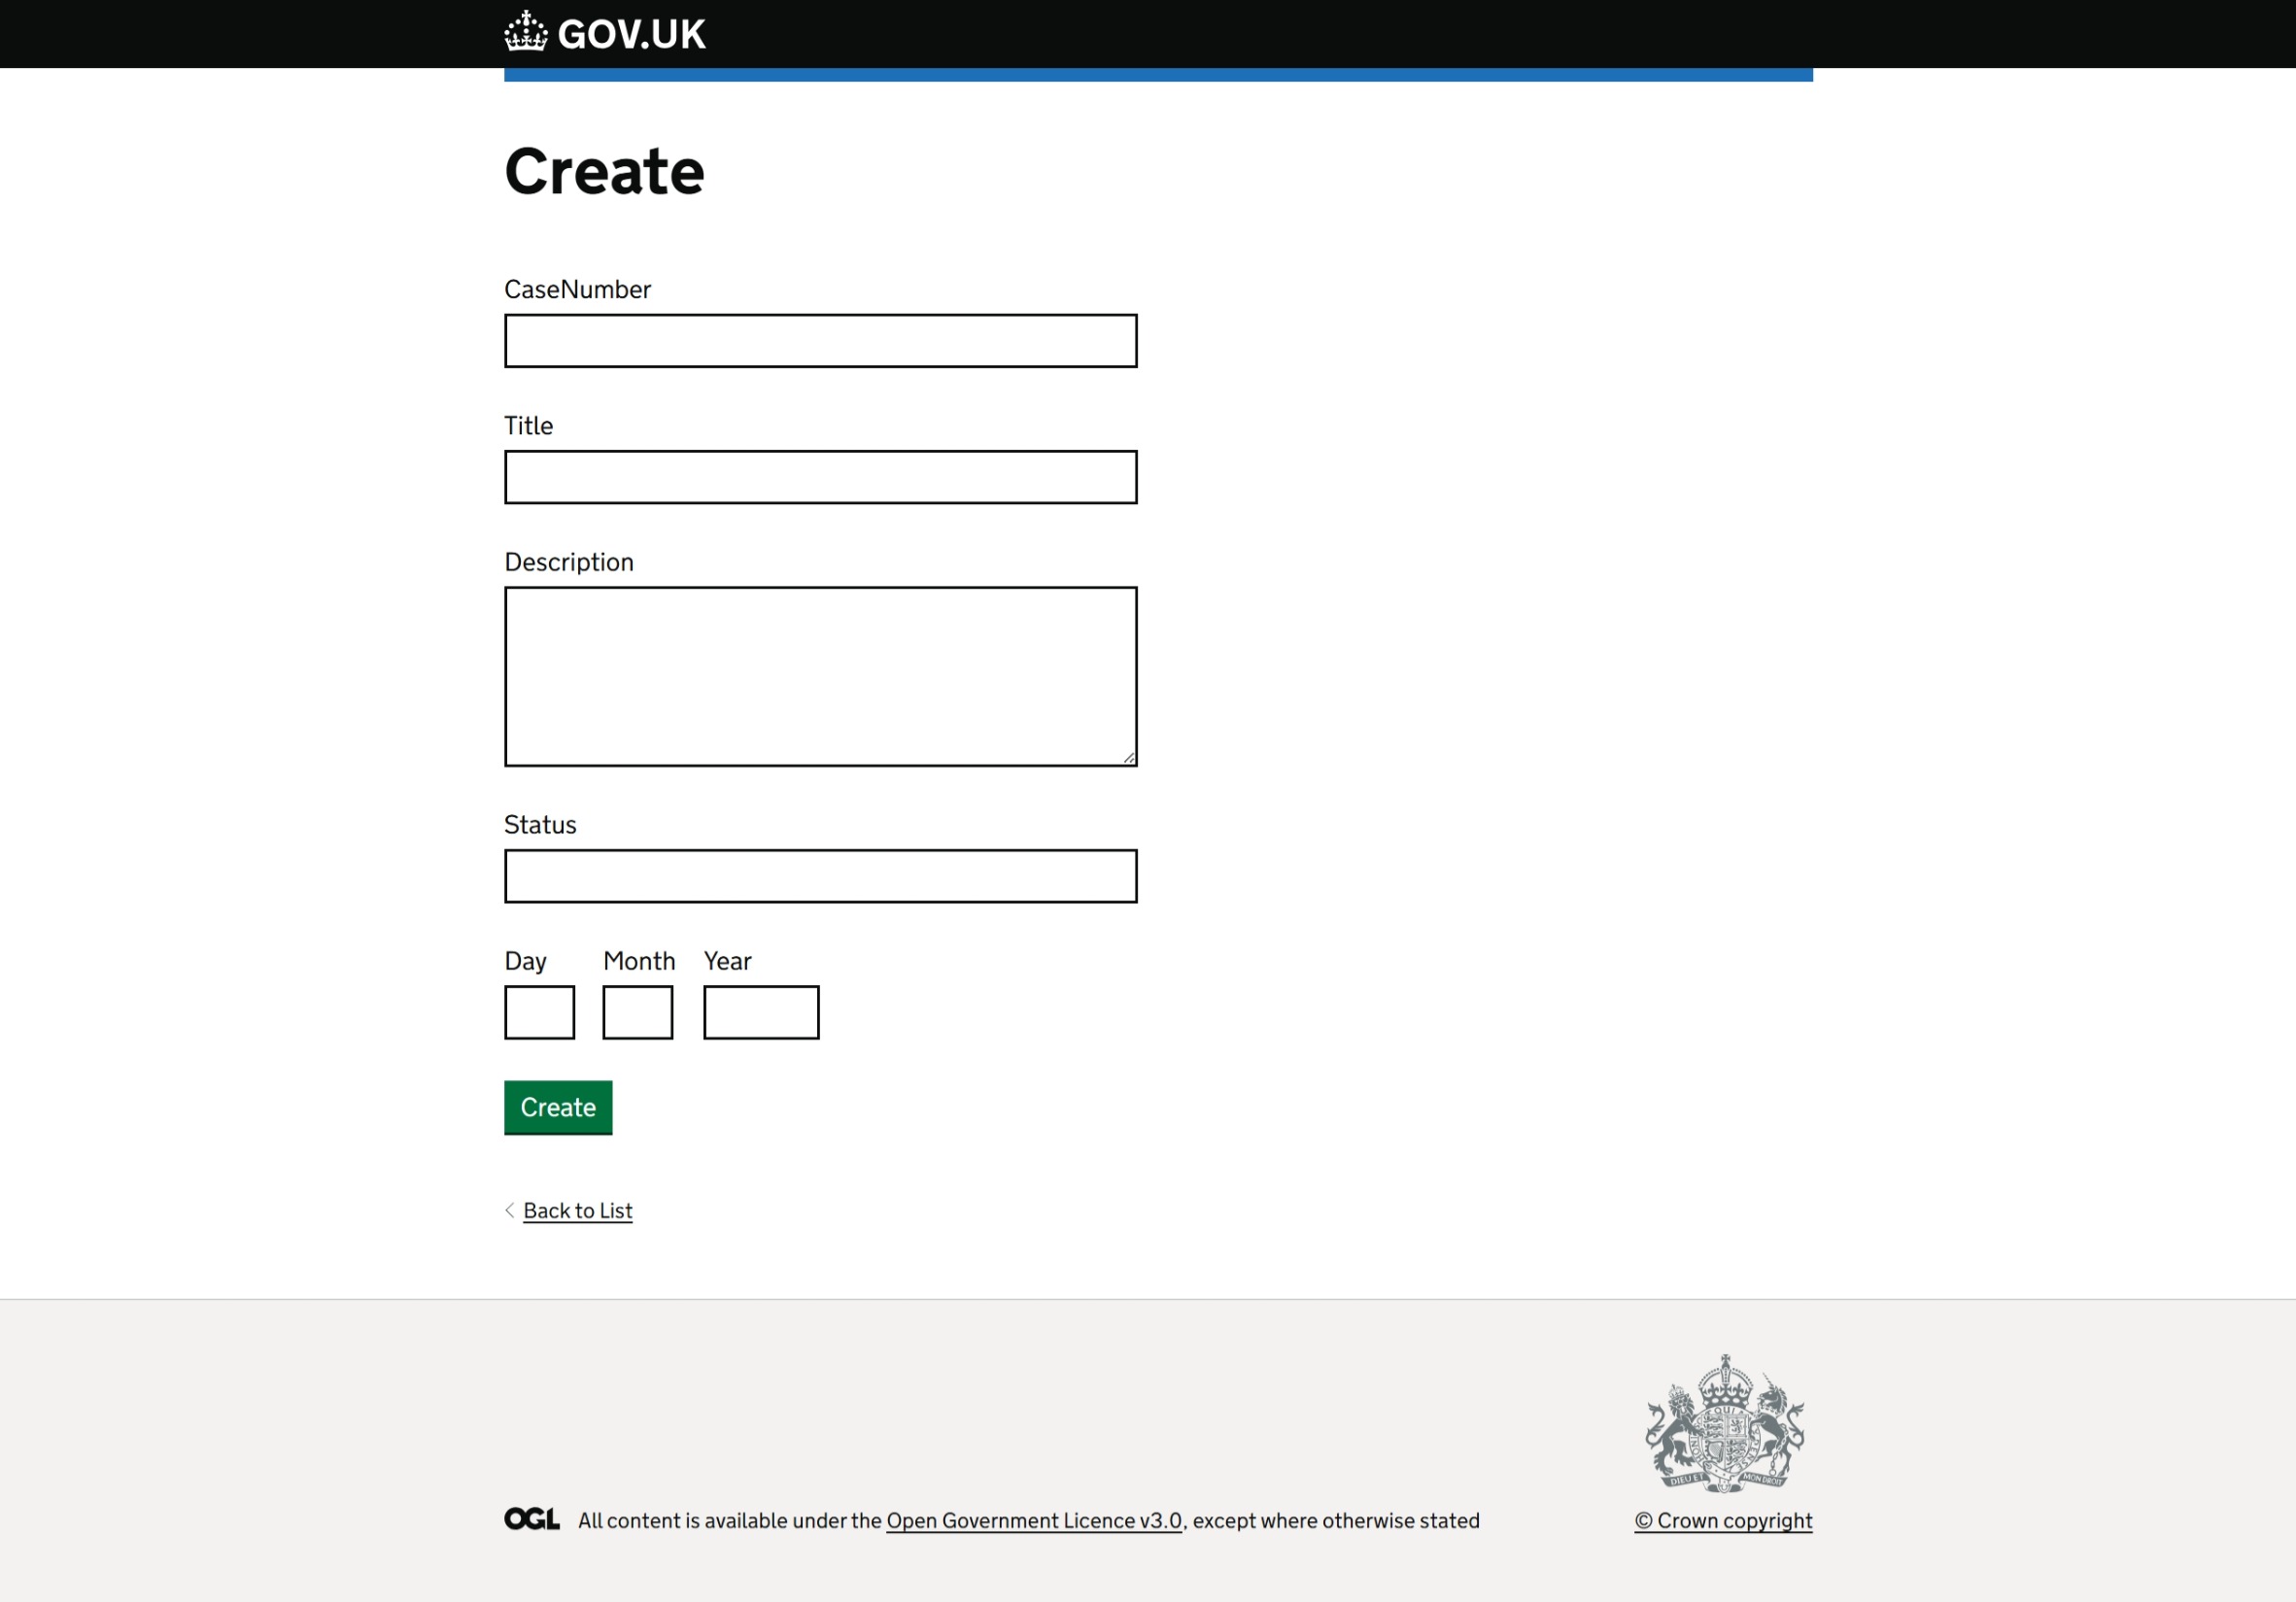 GOV.UK
Create
CaseNumber
Title
Description
Status
Day Month Year
Create
Back to List
EQUI
DIEU ET MON DROIT
OGL All content is available under the Open Government Licence v3.0, except where otherwise stated
© Crown copyright